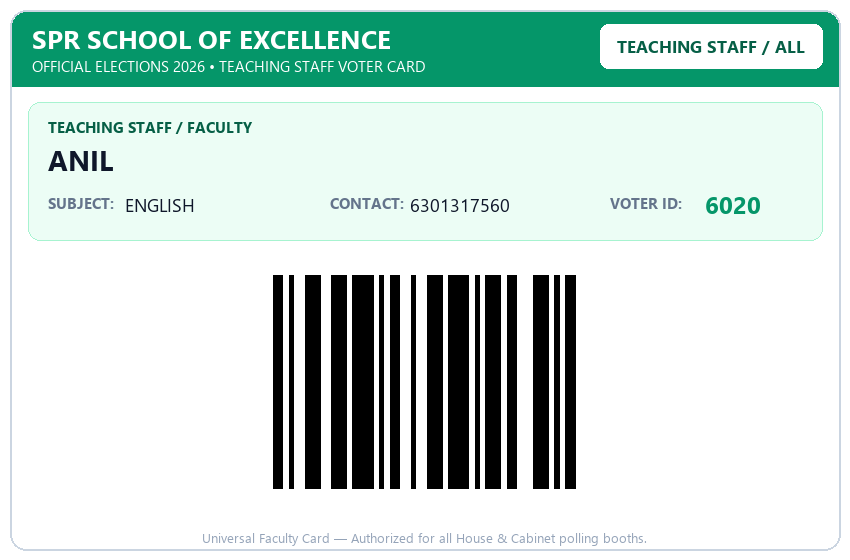 SPR SCHOOL OF EXCELLENCE
OFFICIAL ELECTIONS 2026 • TEACHING STAFF VOTER CARD
TEACHING STAFF / ALL
TEACHING STAFF / FACULTY
ANIL
SUBJECT: ENGLISH CONTACT: 6301317560 VOTER ID: 6020
Universal Faculty Card — Authorized for all House & Cabinet polling booths.